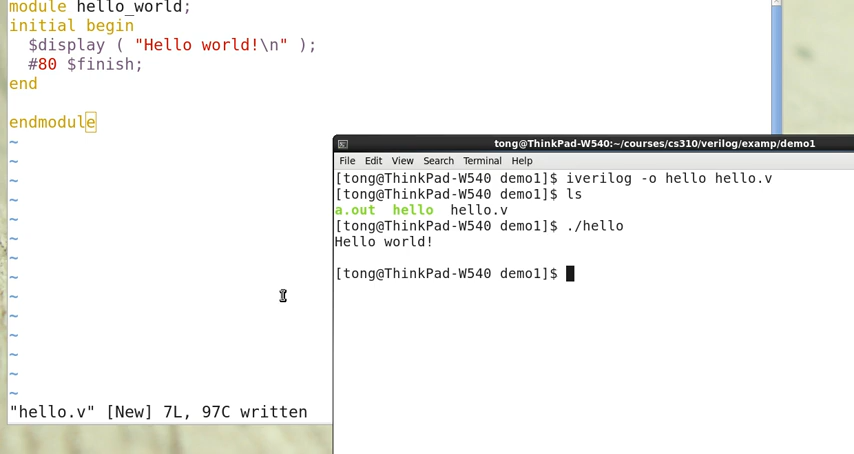 module hello_world;
initial begin
  $display ( "Hello world!\n" );
  #80 $finish;
end
endmodule
~
~
~
~
~
~
~
~
~
~
~
~
~
~
"hello.v" [New] 7L, 97C written
tong@ThinkPad-W540:~/courses/cs310/verilog/examp/demo1
File Edit View Search Terminal Help
[tong@ThinkPad-W540 demo1]$ iverilog -o hello hello.v
[tong@ThinkPad-W540 demo1]$ ls
a.out  hello  hello.v
[tong@ThinkPad-W540 demo1]$ ./hello
Hello world!
[tong@ThinkPad-W540 demo1]$